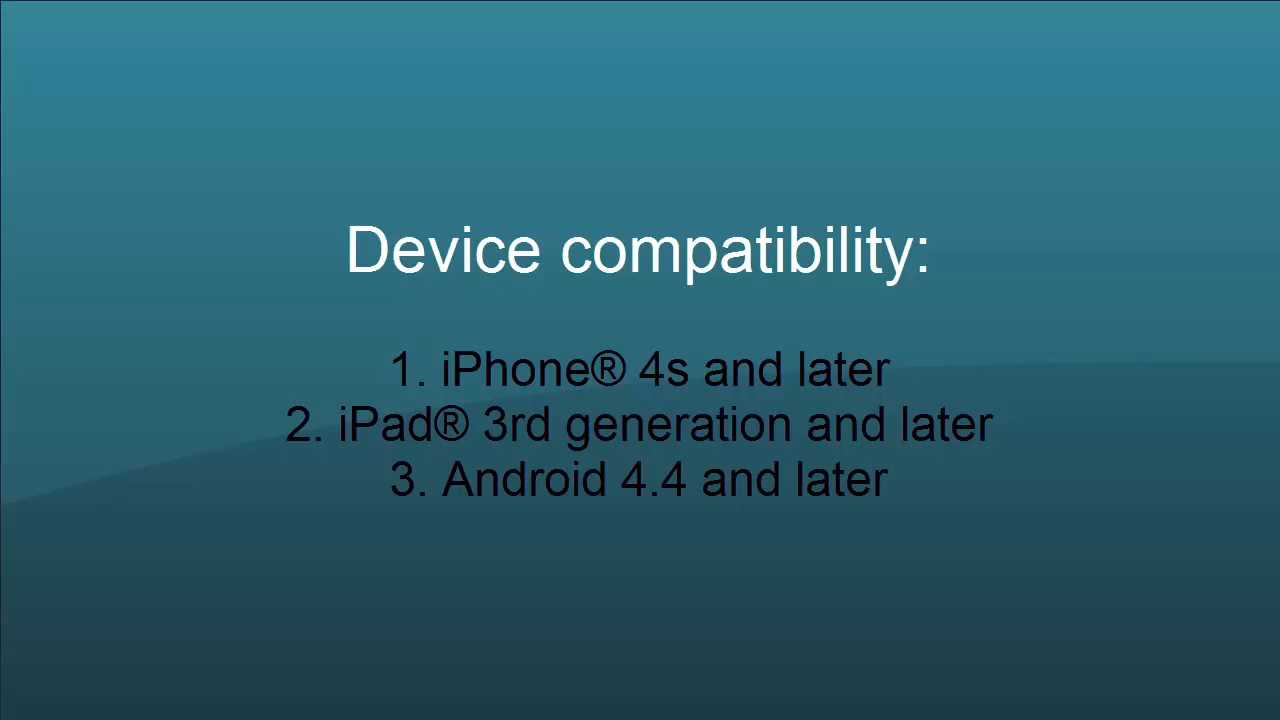 Device compatibility:
1. iPhone® 4s and later
2. iPad® 3rd generation and later
3. Android 4.4 and later